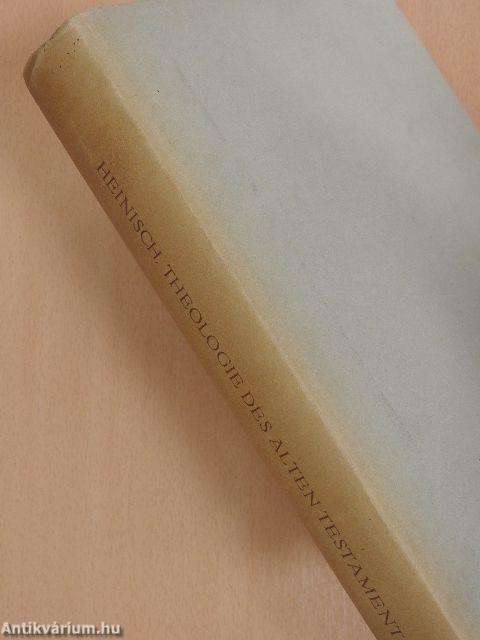 HEINISCH, THEOLOGIE DES ALTEN TESTAMENT
Antikvárium.hu